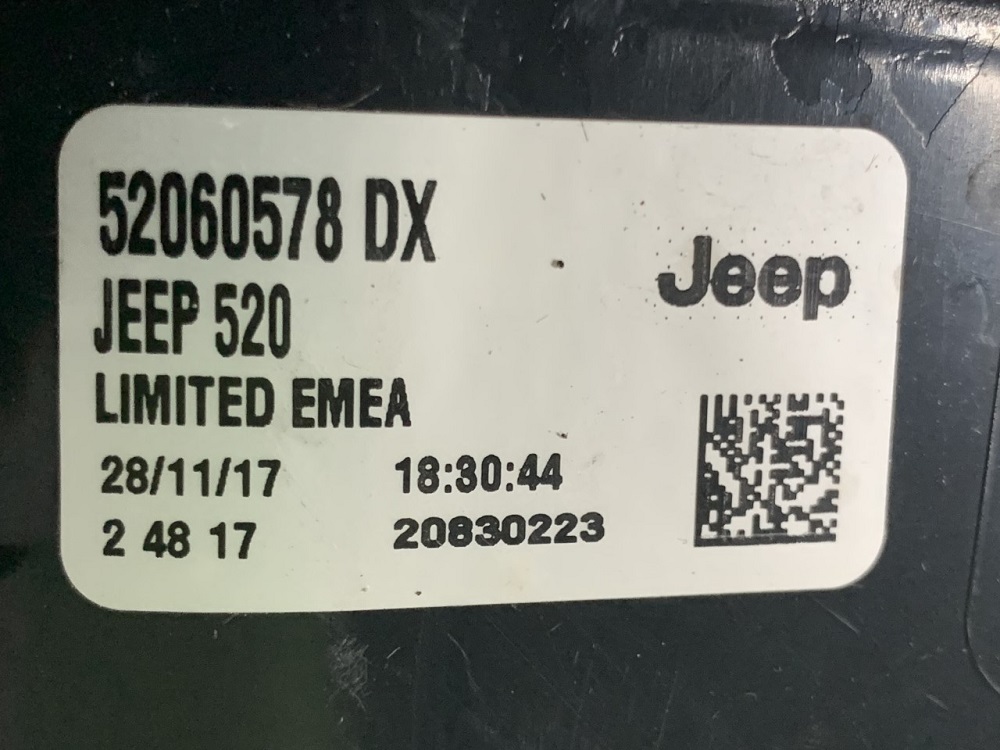 52060578 DX
Jeep
JEEP 520
LIMITED EMEA
28/11/17 18:30:44
2 48 17 20830223